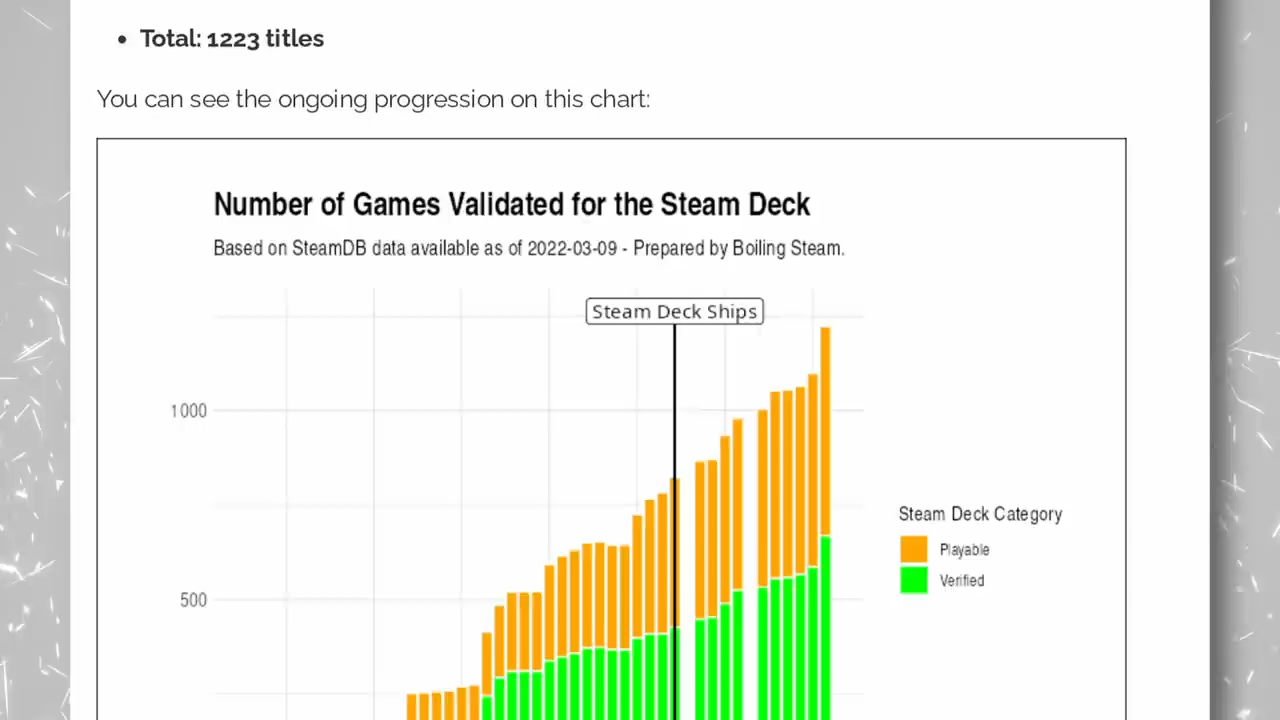 • Total: 1223 titles
You can see the ongoing progression on this chart:
Number of Games Validated for the Steam Deck
Based on SteamDB data available as of 2022-03-09 - Prepared by Boiling Steam.
Steam Deck Ships
1000
Steam Deck Category
Playable
Verified
500